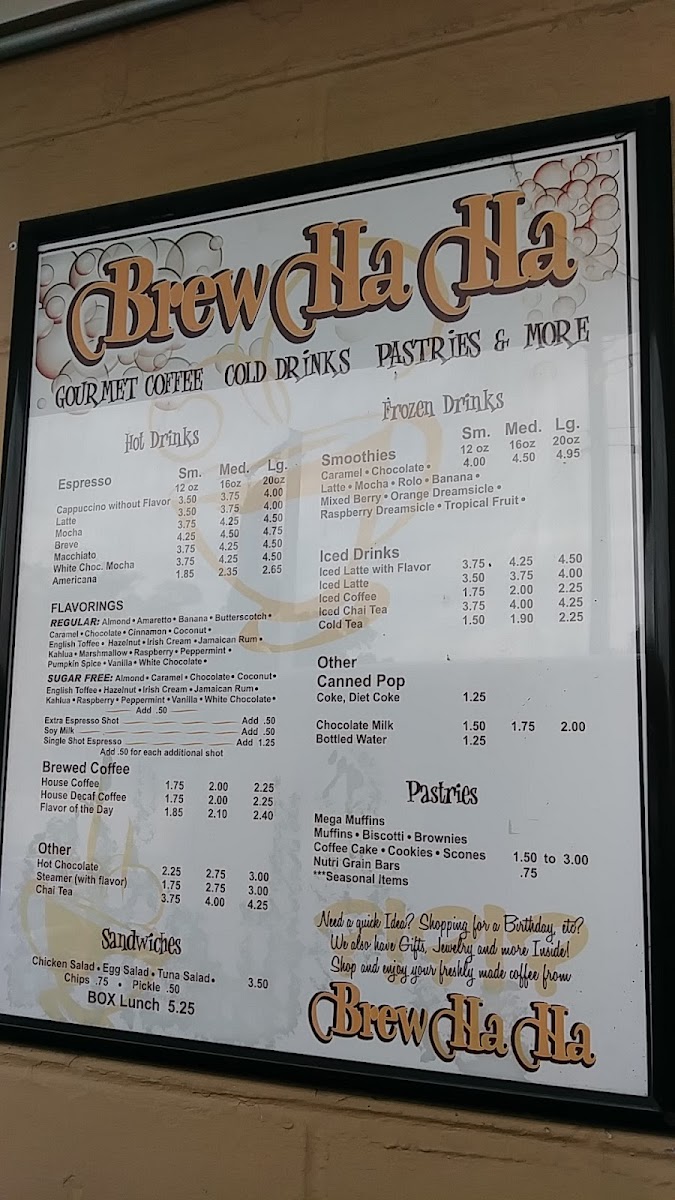 Brew Ha Ha
GOURMET COFFEE COLD DRINKS PASTRIES & MORE
Hot Drinks
Espresso Sm. Med. Lg.
12 oz 16oz 20oz
Cappuccino without Flavor 3.50 3.75 4.00
Latte 3.50 3.75 4.00
Mocha 3.75 4.25 4.50
Breve 4.25 4.50 4.75
Macchiato 3.75 4.25 4.50
White Choc. Mocha 3.75 4.25 4.50
Americana 1.85 2.35 2.65
FLAVORINGS
REGULAR: Almond • Amaretto • Banana • Butterscotch •
Caramel • Chocolate • Cinnamon • Coconut •
English Toffee • Hazelnut • Irish Cream • Jamaican Rum •
Kahlua • Marshmallow • Raspberry • Peppermint •
Pumpkin Spice • Vanilla • White Chocolate •
SUGAR FREE: Almond • Caramel • Chocolate • Coconut •
English Toffee • Hazelnut • Irish Cream • Jamaican Rum •
Kahlua • Raspberry • Peppermint • Vanilla • White Chocolate •
Add .50
Extra Espresso Shot Add .50
Soy Milk Add .50
Single Shot Espresso Add 1.25
Add .50 for each additional shot
Brewed Coffee
House Coffee 1.75 2.00 2.25
House Decaf Coffee 1.75 2.00 2.25
Flavor of the Day 1.85 2.10 2.40
Other
Hot Chocolate 2.25 2.75 3.00
Steamer (with flavor) 1.75 2.75 3.00
Chai Tea 3.75 4.00 4.25
Sandwiches
Chicken Salad • Egg Salad • Tuna Salad • 3.50
Chips .75 • Pickle .50
BOX Lunch 5.25
Frozen Drinks
Sm. Med. Lg.
Smoothies 12 oz 16oz 20oz
Caramel • Chocolate • 4.00 4.50 4.95
Latte • Mocha • Rolo • Banana •
Mixed Berry • Orange Dreamsicle •
Raspberry Dreamsicle • Tropical Fruit •
Iced Drinks
Iced Latte with Flavor 3.75 4.25 4.50
Iced Latte 3.50 3.75 4.00
Iced Coffee 1.75 2.00 2.25
Iced Chai Tea 3.75 4.00 4.25
Cold Tea 1.50 1.90 2.25
Other
Canned Pop
Coke, Diet Coke 1.25
Chocolate Milk 1.50 1.75 2.00
Bottled Water 1.25
Pastries
Mega Muffins
Muffins • Biscotti • Brownies
Coffee Cake • Cookies • Scones 1.50 to 3.00
Nutri Grain Bars .75
***Seasonal Items
Need a quick Idea? Shopping for a Birthday, etc?
We also have Gifts, Jewelry and more Inside!
Shop and enjoy your freshly made coffee from
Brew Ha Ha